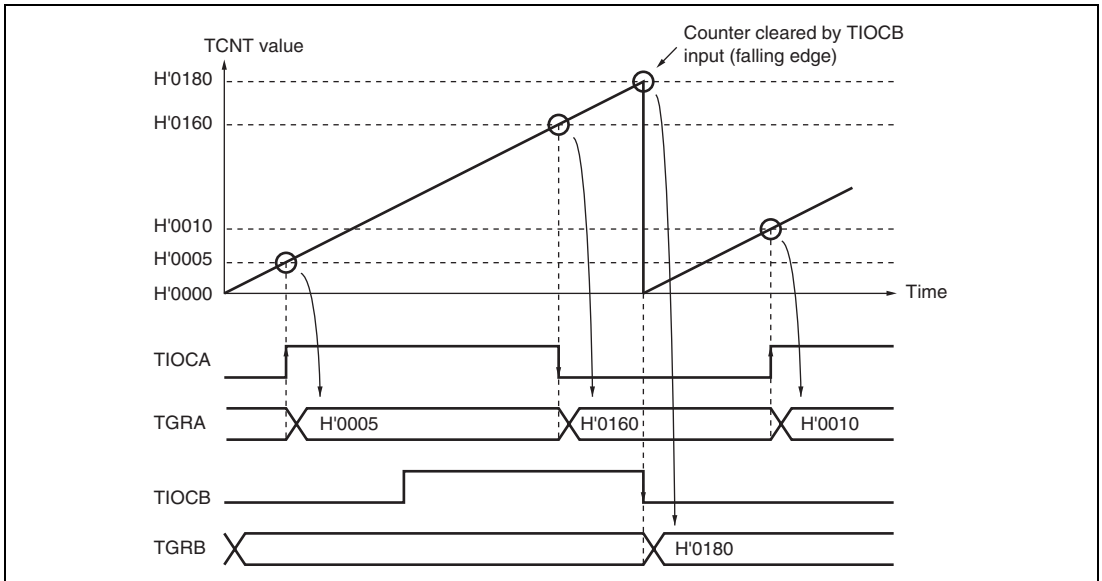 Counter cleared by TIOCB
input (falling edge)
TCNT value
H'0180
H'0160
H'0010
H'0005
H'0000
Time
TIOCA
TGRA
H'0005
H'0160
H'0010
TIOCB
TGRB
H'0180